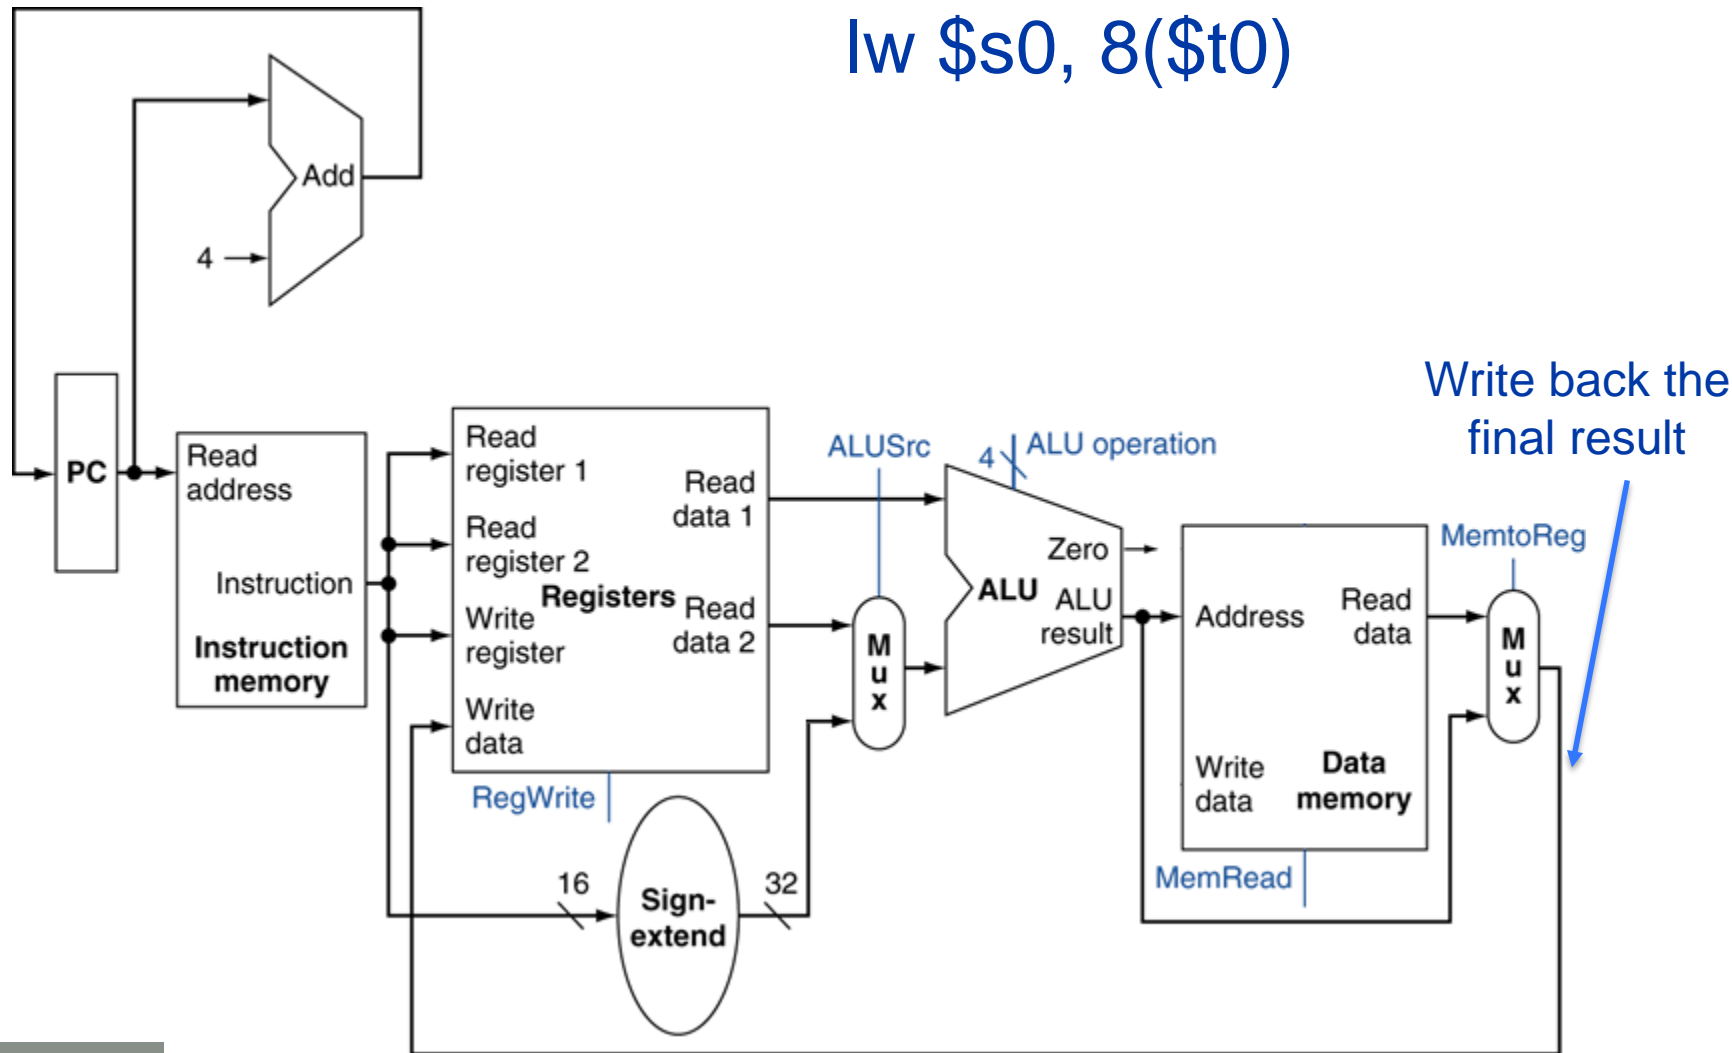 lw $s0, 8($t0)
Add
4
Write back the
final result
PC
Read
address
Instruction
Instruction
memory
Read
register 1
Read
register 2
Write
register
Write
data
Registers
Read
data 1
Read
data 2
RegWrite
16
Sign-
extend
32
ALUSrc
M
u
x
4
ALU operation
Zero
ALU
ALU
result
Address
Read
data
Write
data
Data
memory
MemRead
MemtoReg
M
u
x